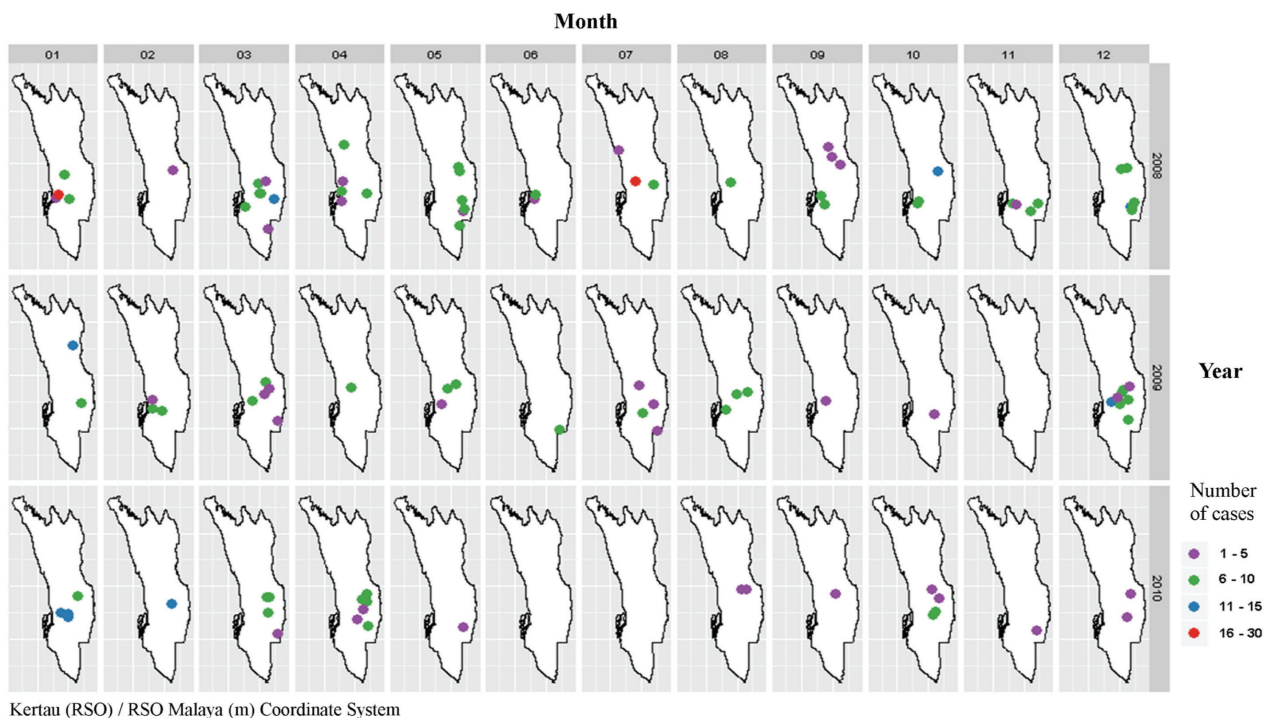 Month
01 02 03 04 05 06 07 08 09 10 11 12
2008
2009
Year
2010
Number
of cases
1 - 5
6 - 10
11 - 15
16 - 30
Kertau (RSO) / RSO Malaya (m) Coordinate System